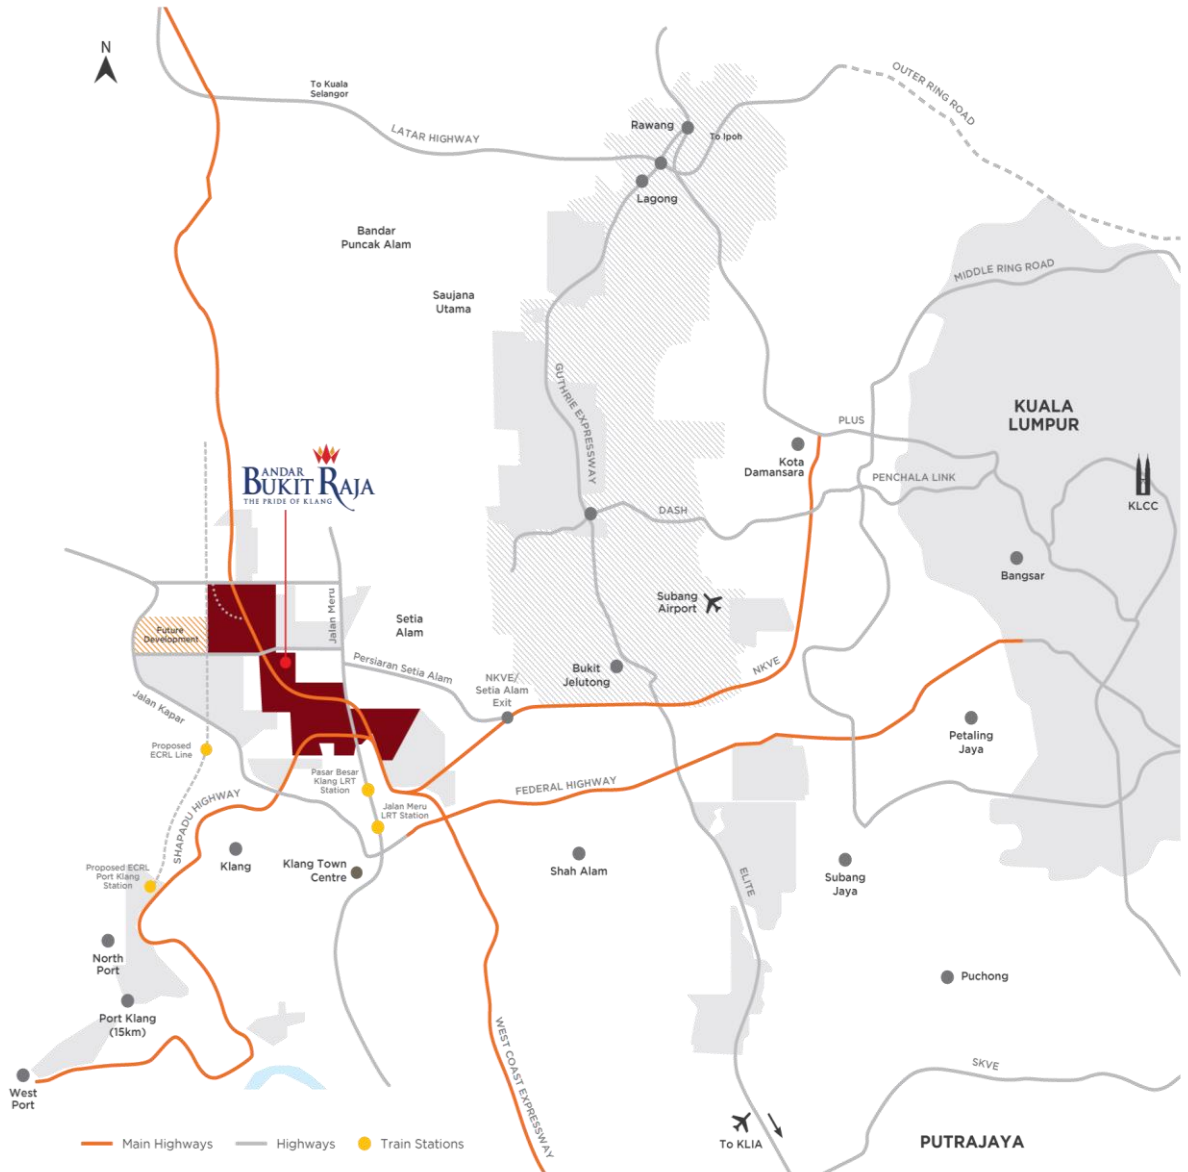 N
To Kuala
Selangor
LATAR HIGHWAY
Rawang
To Ipoh
Lagong
OUTER RING ROAD
Bandar
Puncak Alam
Saujana
Utama
MIDDLE RING ROAD
GUTHRIE EXPRESSWAY
KUALA
LUMPUR
PLUS
Kota
Damansara
PENCHALA LINK
KLCC
BANDAR
BUKIT RAJA
THE PRIDE OF KLANG
DASH
Bangsar
Subang
Airport
Jalan Meru
Setia
Alam
Future
Development
Persiaran Setia Alam
NKVE/
Setia Alam
Exit
Bukit
Jelutong
NKVE
Jalan Kapar
Petaling
Jaya
Proposed
ECRL Line
Pasar Besar
Klang LRT
Station
FEDERAL HIGHWAY
SHAPADU HIGHWAY
Jalan Meru
LRT Station
Klang
Klang Town
Centre
Shah Alam
Subang
Jaya
ELITE
Proposed ECRL
Port Klang
Station
North
Port
Puchong
Port Klang
(15km)
WEST COAST EXPRESSWAY
SKVE
West
Port
To KLIA
PUTRAJAYA
Main Highways
Highways
Train Stations